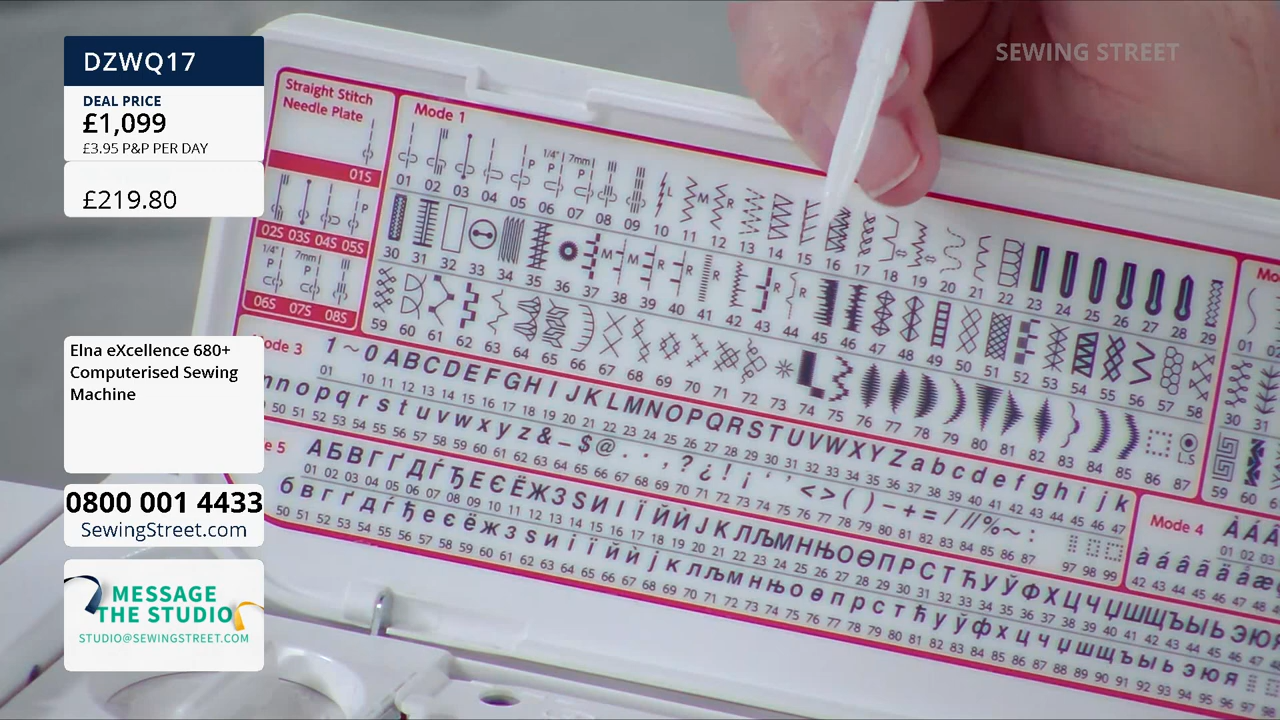 DZWQ17
DEAL PRICE
£1,099
£3.95 P&P PER DAY
£219.80
Elna eXcellence 680+
Computerised Sewing
Machine
0800 001 4433
SewingStreet.com
MESSAGE
THE STUDIO
STUDIO@SEWINGSTREET.COM
SEWING STREET
Straight Stitch
Needle Plate
01S
02S 03S 04S 05S
06S 07S 08S
Mode 1
1/4" 7mm
01 02 03 04 05 06 07 08 09 10 11 12 13 14 15 16 17 18 19 20 21 22 23 24 25 26 27 28 29
30 31 32 33 34 35 36 37 38 39 40 41 42 43 44 45 46 47 48 49 50 51 52 53 54 55 56 57 58
59 60 61 62 63 64 65 66 67 68 69 70 71 72 73 74 75 76 77 78 79 80 81 82 83 84 85 86 87
Mode 3
1 ~ 0 A B C D E F G H I J K L M N O P Q R S T U V W X Y Z a b c d e f g h i j k
n o p q r s t u v w x y z & – $ @
97 98 99
Mode 4
А Б В Г Ґ Д Ѓ Ђ Е Є Ё Ж З Ѕ И І Ї Й Ѝ Ј К Л Љ М Н Њ О Ө П Р С Т Ћ У Ў Ф Х Ц Ч Џ Ш Щ Ъ Ы Ь Э Ю
б в г ґ д ѓ ђ е є ё ж з ѕ и і ї й ѝ ј к л љ м н њ о ө п р с т ћ у ў ф х ц ч џ ш щ ъ ы ь э ю я